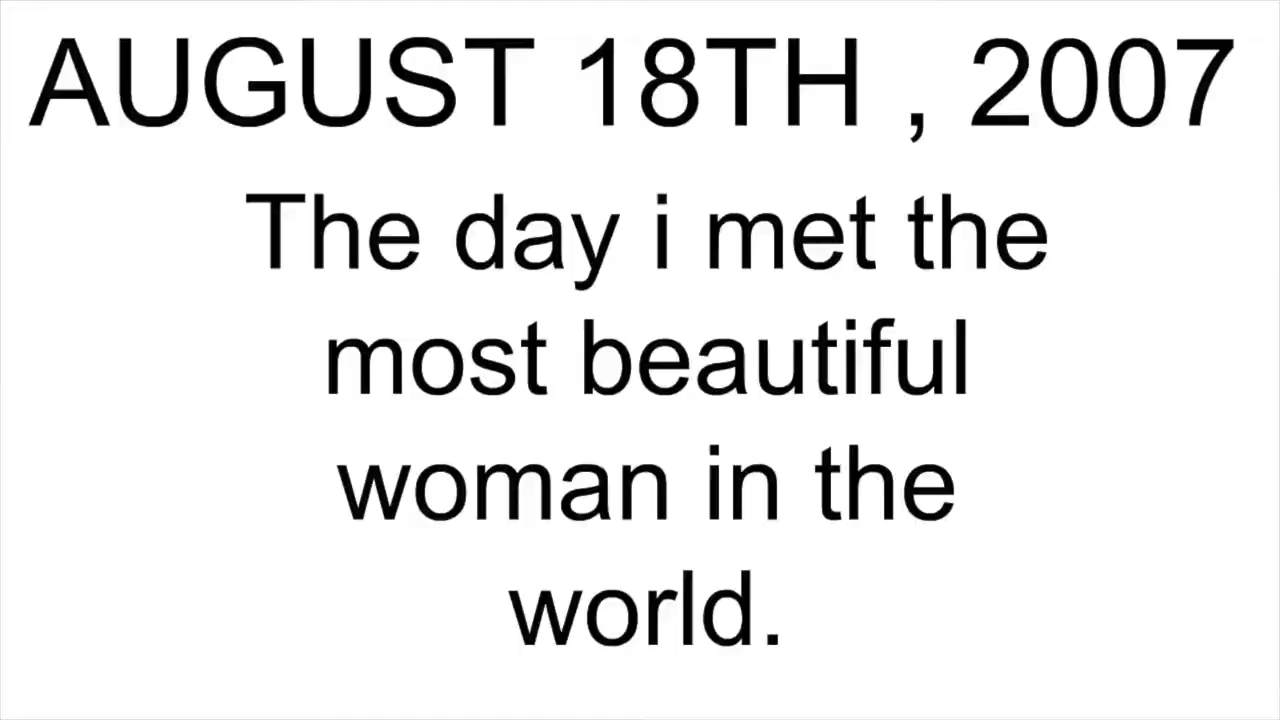 AUGUST 18TH , 2007
The day i met the
most beautiful
woman in the
world.